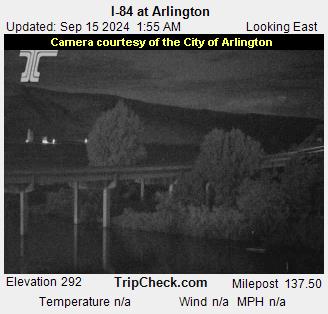 I-84 at Arlington
Updated: Sep 15 2024 1:55 AM Looking East
Camera courtesy of the City of Arlington
Elevation 292 TripCheck.com Milepost 137.50
Temperature n/a Wind n/a MPH n/a